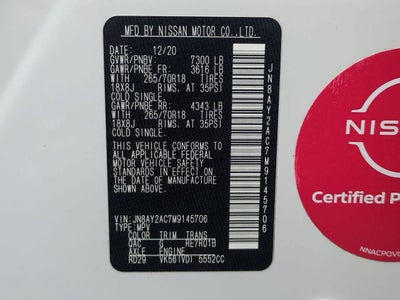 MFD BY NISSAN MOTOR CO.,LTD.
DATE: 12/20
GVWR/PNBV: 7300 LB
GAWR/PNBE FR: 3616 LB
WITH 265/70R18 TIRES,
18X8J RIMS, AT 35PSI
COLD SINGLE.
GAWR/PNBE RR: 4343 LB
WITH 265/70R18 TIRES,
18X8J RIMS, AT 35PSI
COLD SINGLE.
THIS VEHICLE CONFORMS TO
ALL APPLICABLE FEDERAL
MOTOR VEHICLE SAFETY
STANDARDS IN EFFECT ON
THE DATE OF MANUFACTURE
SHOWN ABOVE.
VIN: JN8AY2AC7M9145706
TYPE: MPV
COLOR TRIM TRANS
QAC G RE7R01B
AXLE ENGINE
RD29 VK56(VD) 5552CC
JN8AY2AC7M9145706
NIS
Certified P
NNACPOV